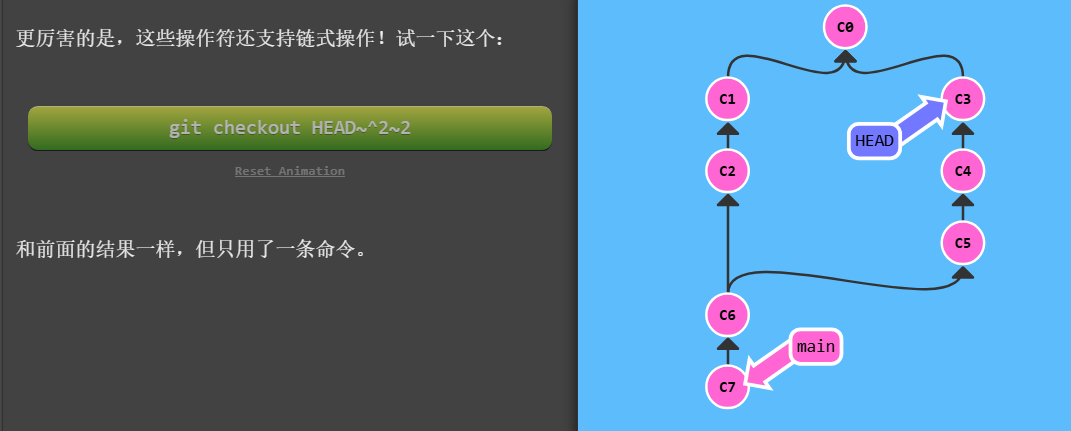 更厉害的是，这些操作符还支持链式操作！试一下这个：
git checkout HEAD~^2~2
Reset Animation
和前面的结果一样，但只用了一条命令。
C0
C1
C3
HEAD
C2
C4
C5
C6
main
C7